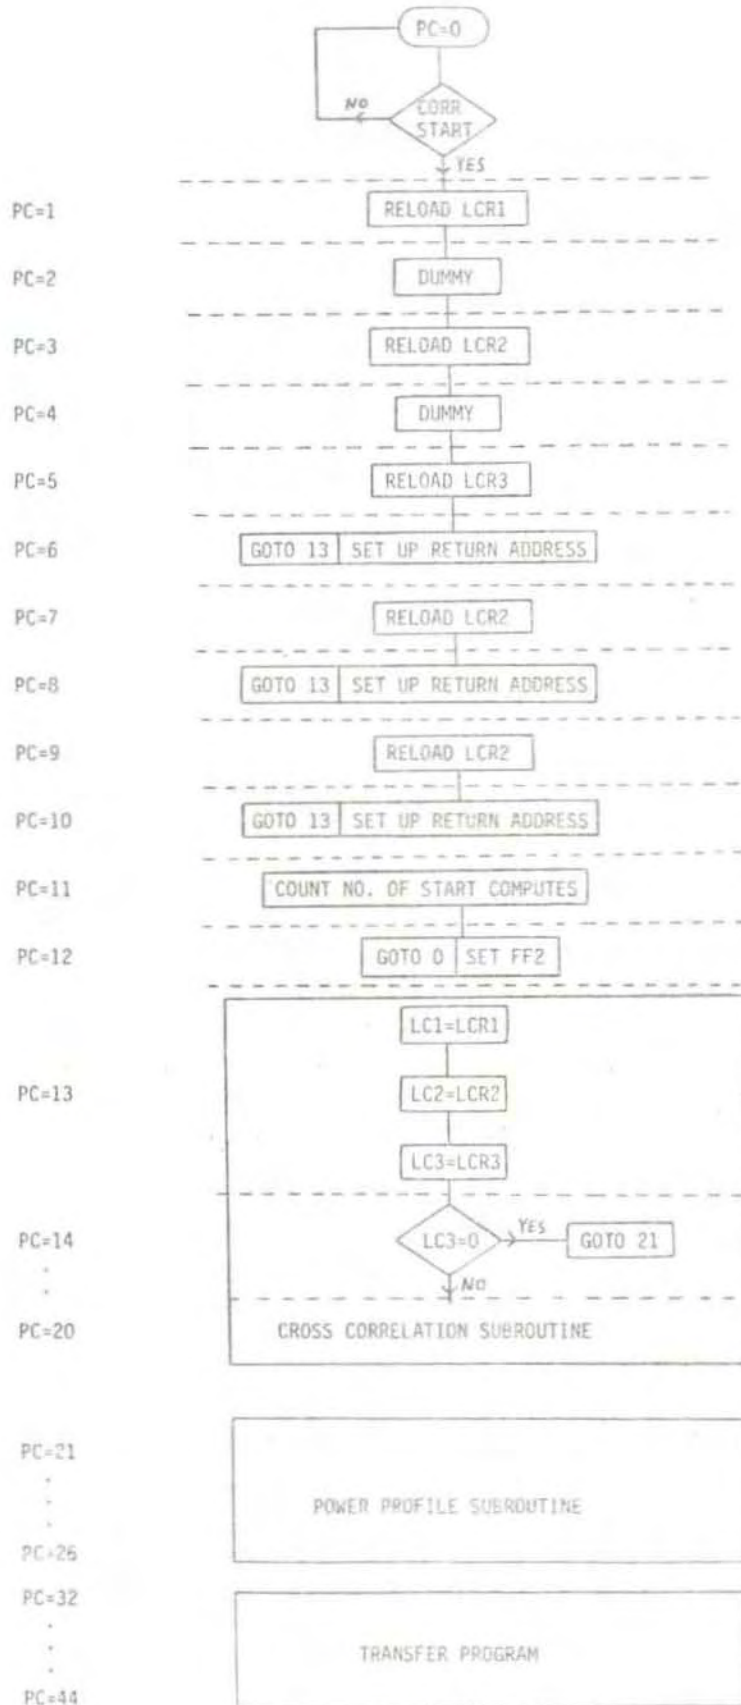 PC=0
NO
CORR
START
YES
PC=1 RELOAD LCR1
PC=2 DUMMY
PC=3 RELOAD LCR2
PC=4 DUMMY
PC=5 RELOAD LCR3
PC=6 GOTO 13 SET UP RETURN ADDRESS
PC=7 RELOAD LCR2
PC=8 GOTO 13 SET UP RETURN ADDRESS
PC=9 RELOAD LCR2
PC=10 GOTO 13 SET UP RETURN ADDRESS
PC=11 COUNT NO. OF START COMPUTES
PC=12 GOTO 0 SET FF2
LC1=LCR1
PC=13 LC2=LCR2
LC3=LCR3
PC=14 LC3=0 YES GOTO 21
NO
PC=20 CROSS CORRELATION SUBROUTINE
PC=21
POWER PROFILE SUBROUTINE
PC=26
PC=32
TRANSFER PROGRAM
PC=44